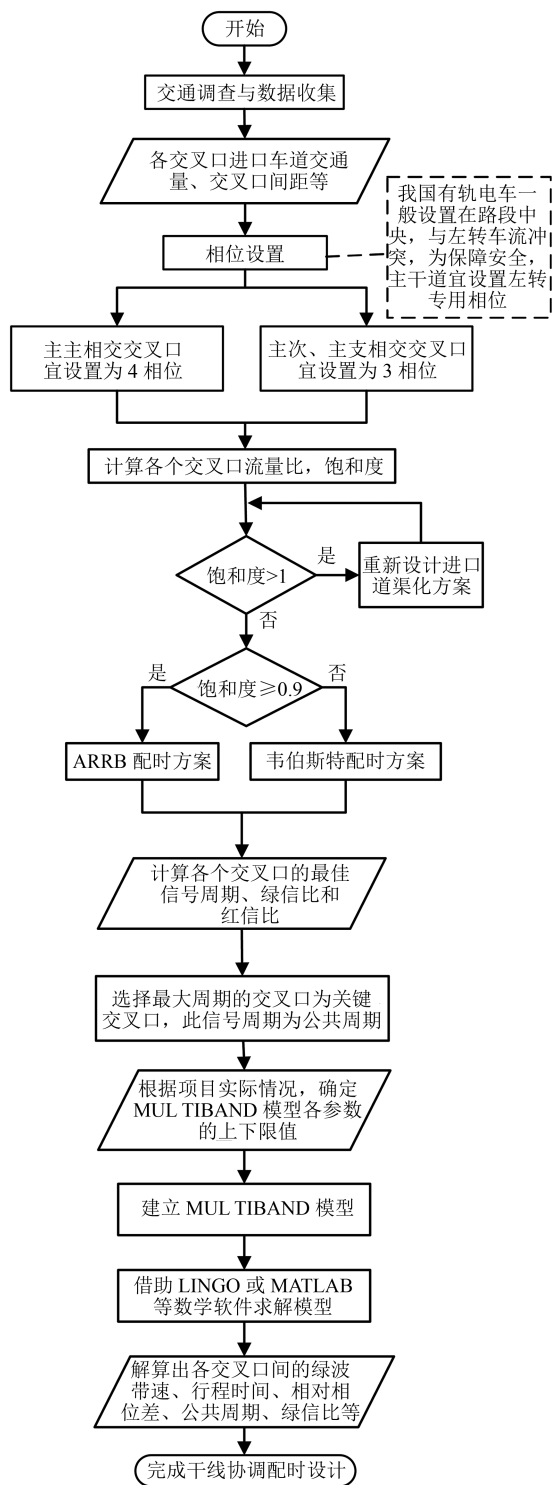 开始
交通调查与数据收集
各交叉口进口车道交通
量、交叉口间距等
我国有轨电车一
般设置在路段中
央，与左转车流冲
突，为保障安全，
主干道宜设置左转
专用相位
相位设置
主主相交交叉口
宜设置为 4 相位
主次、主支相交交叉口
宜设置为 3 相位
计算各个交叉口流量比，饱和度
饱和度>1
是
重新设计进口
道渠化方案
否
饱和度≥0.9
是
否
ARRB 配时方案
韦伯斯特配时方案
计算各个交叉口的最佳
信号周期、绿信比和
红信比
选择最大周期的交叉口为关键
交叉口，此信号周期为公共周期
根据项目实际情况，确定
MUL TIBAND 模型各参数
的上下限值
建立 MUL TIBAND 模型
借助 LINGO 或 MATLAB
等数学软件求解模型
解算出各交叉口间的绿波
带速、行程时间、相对相
位差、公共周期、绿信比等
完成干线协调配时设计